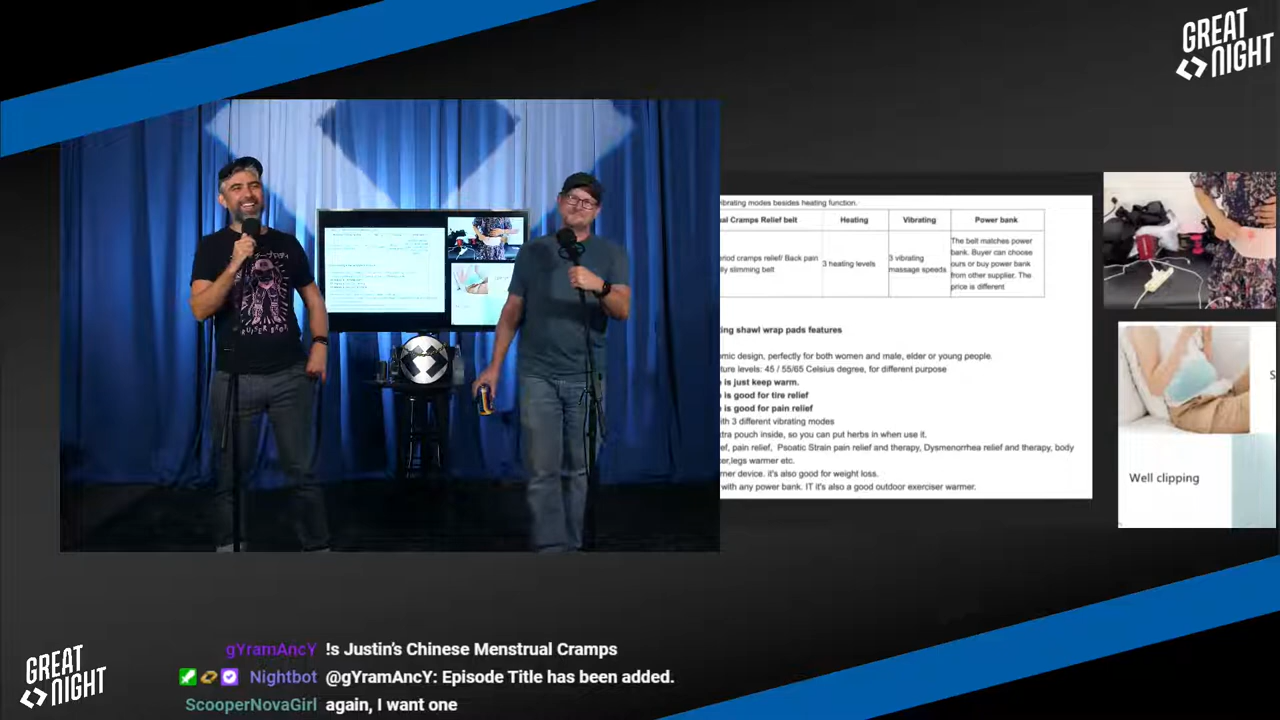 GREAT
NIGHT
vibrating modes besides heating function.
al Cramps Relief belt
Heating
Vibrating
Power bank
riod cramps relief/ Back pain
lly slimming belt
3 heating levels
3 vibrating
massage speeds
The belt matches power
bank. Buyer can choose
ours or buy power bank
from other supplier. The
price is different
ting shawl wrap pads features
mic design, perfectly for both women and male, elder or young people.
ture levels: 45 / 55/65 Celsius degree, for different purpose
e is just keep warm.
e is good for tire relief
e is good for pain relief
ith 3 different vibrating modes
xtra pouch inside, so you can put herbs in when use it.
ef, pain relief, Psoatic Strain pain relief and therapy, Dysmenorrhea relief and therapy, body
er,legs warmer etc.
mer device. it's also good for weight loss.
with any power bank. IT it's also a good outdoor exerciser warmer.
S
Well clipping
GREAT
NIGHT
gYramAncY !s Justin's Chinese Menstrual Cramps
Nightbot @gYramAncY: Episode Title has been added.
ScooperNovaGirl again, I want one